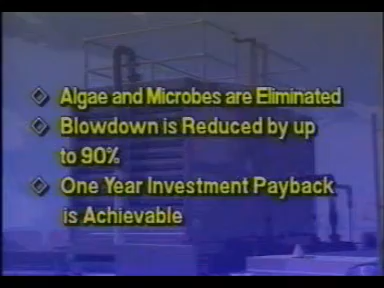 Algae and Microbes are Eliminated
Blowdown is Reduced by up
to 90%
One Year Investment Payback
is Achievable